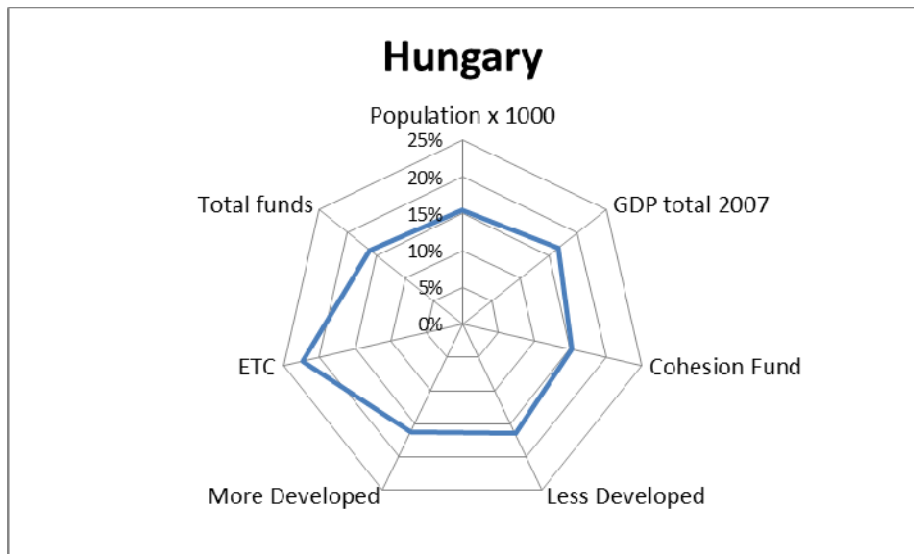 Hungary
Population x 1000
25%
20%
Total funds
GDP total 2007
15%
10%
5%
0%
ETC
Cohesion Fund
More Developed
Less Developed